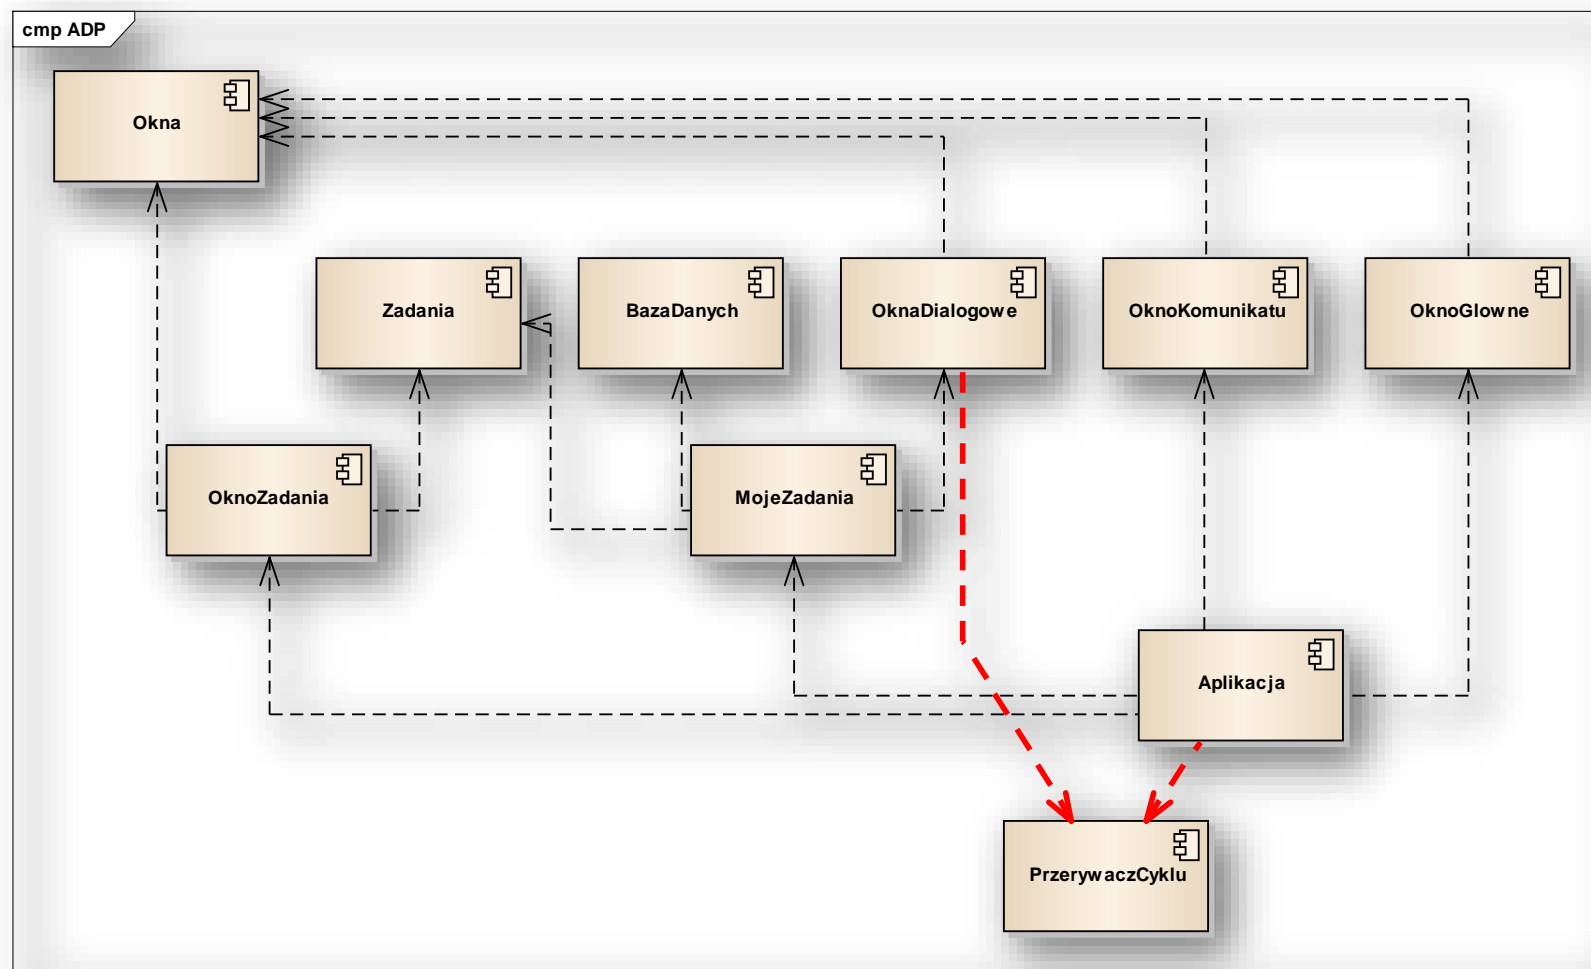 cmp ADP
Okna
Zadania
BazaDanych
OknaDialogowe
OknoKomunikatu
OknoGlowne
OknoZadania
MojeZadania
Aplikacja
PrzerywaczCyklu